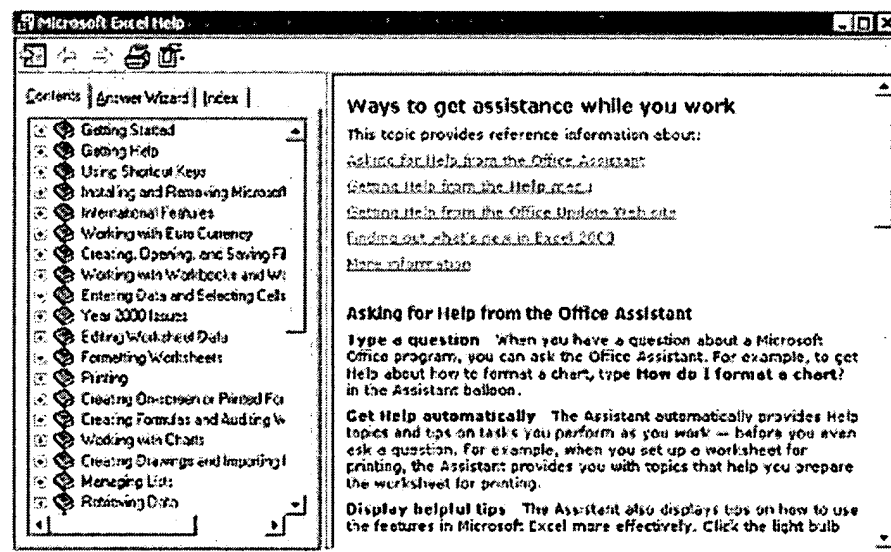 Microsoft Excel Help
Contents Answer Wizard Index
Getting Started
Getting Help
Using Shortcut Keys
Installing and Removing Microsoft
International Features
Working with Euro Currency
Creating, Opening, and Saving Fil
Working with Workbooks and Wo
Entering Data and Selecting Cells
Year 2000 Issues
Editing Worksheet Data
Formatting Worksheets
Printing
Creating On-screen or Printed For
Creating Formulas and Auditing W
Working with Charts
Creating Drawings and Importing I
Managing Lists
Retrieving Data
Ways to get assistance while you work
This topic provides reference information about:
Asking for Help from the Office Assistant
Getting Help from the Help menu
Getting Help from the Office Update Web site
Finding out what's new in Excel 2000
More information
Asking for Help from the Office Assistant
Type a question When you have a question about a Microsoft
Office program, you can ask the Office Assistant. For example, to get
Help about how to format a chart, type How do I format a chart?
in the Assistant balloon.
Get Help automatically The Assistant automatically provides Help
topics and tips on tasks you perform as you work — before you even
ask a question. For example, when you set up a worksheet for
printing, the Assistant provides you with topics that help you prepare
the worksheet for printing.
Display helpful tips The Assistant also displays tips on how to use
the features in Microsoft Excel more effectively. Click the light bulb